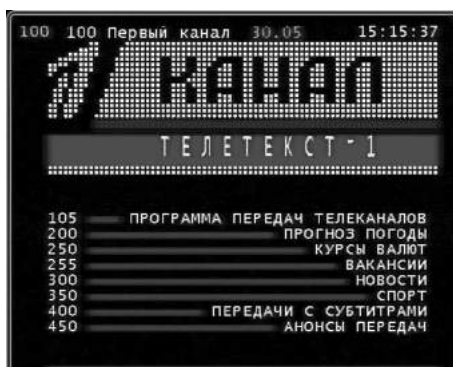 100 100 Первый канал 30.05 15:15:37
1 КАНАЛ
ТЕЛЕТЕКСТ-1
105 ПРОГРАММА ПЕРЕДАЧ ТЕЛЕКАНАЛОВ
200 ПРОГНОЗ ПОГОДЫ
250 КУРСЫ ВАЛЮТ
255 ВАКАНСИИ
300 НОВОСТИ
350 СПОРТ
400 ПЕРЕДАЧИ С СУБТИТРАМИ
450 АНОНСЫ ПЕРЕДАЧ